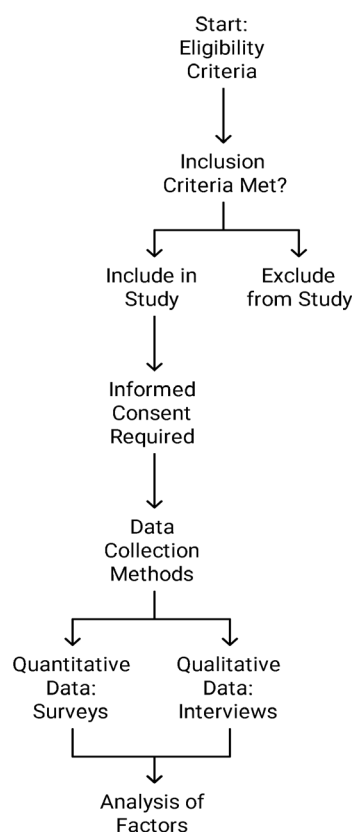 Start:
Eligibility
Criteria
Inclusion
Criteria Met?
Include in
Study
Exclude
from Study
Informed
Consent
Required
Data
Collection
Methods
Quantitative
Data:
Surveys
Qualitative
Data:
Interviews
Analysis of
Factors